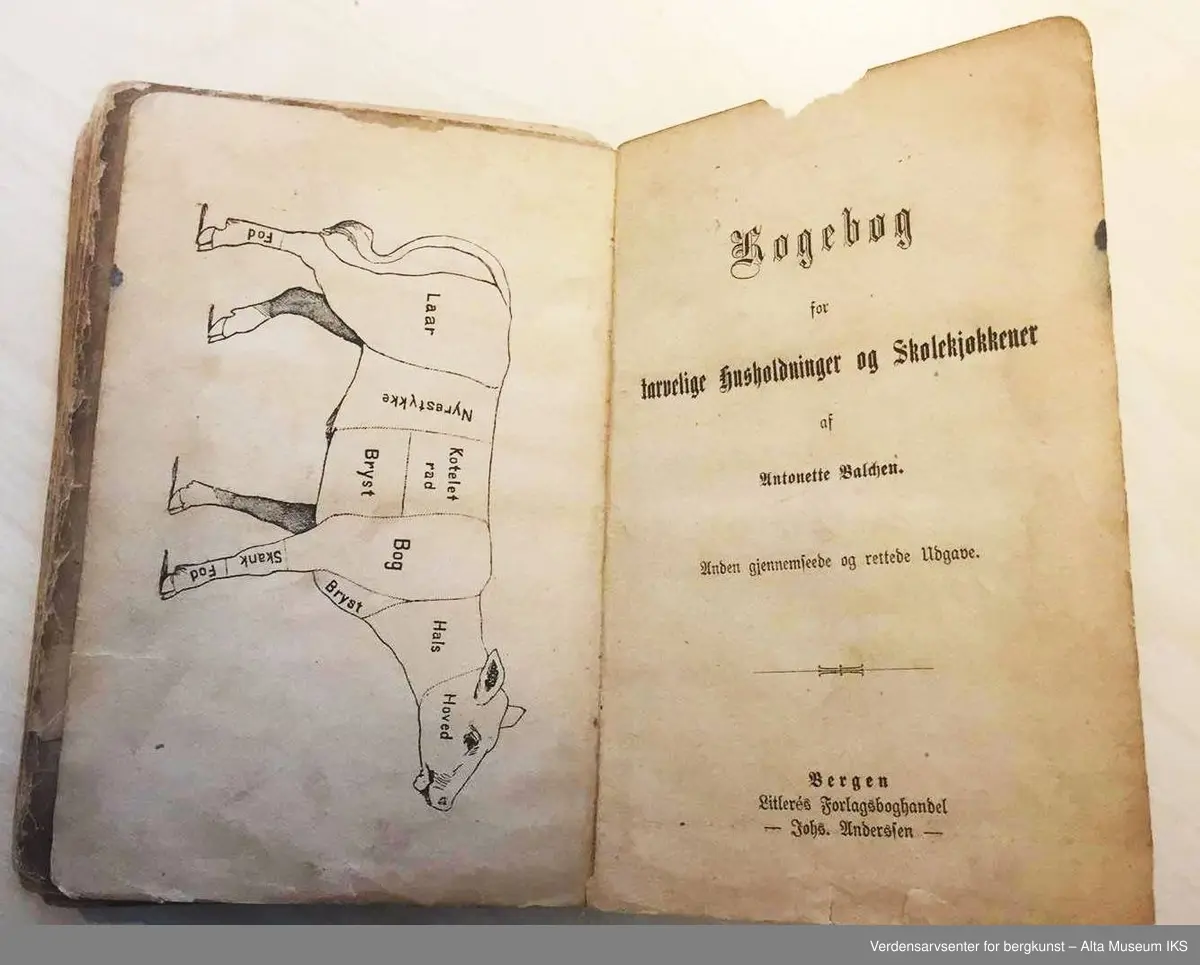 Fod
Laar
Nyrestykke
Kotelet
rad
Bryst
Bog
Skank
Fod
Bryst
Hals
Hoved
Kogebog
for
tarvelige Husholdninger og Skolekjøkkener
af
Antonette Balchen.
Anden gjennemseede og rettede Udgave.
Bergen
Litlerés Forlagsboghandel
— Johs. Anderssen —
Verdensarvsenter for bergkunst – Alta Museum IKS